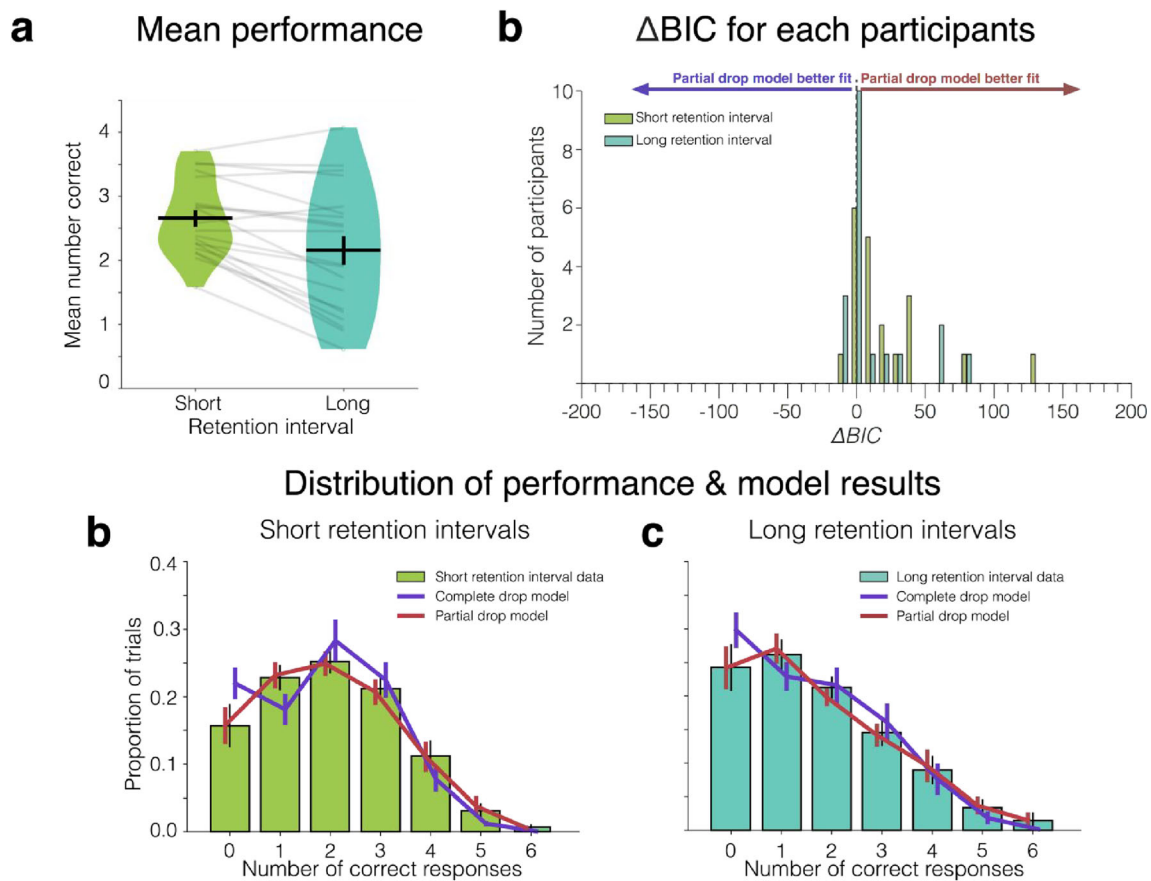 a Mean performance
Mean number correct
4
3
2
1
0
Short Long
Retention interval
b ΔBIC for each participants
Partial drop model better fit Partial drop model better fit
Short retention interval
Long retention interval
Number of participants
10
8
6
4
2
-200 -150 -100 -50 0 50 100 150 200
ΔBIC
Distribution of performance & model results
b Short retention intervals
Short retention interval data
Complete drop model
Partial drop model
Proportion of trials
0.4
0.3
0.2
0.1
0.0
0 1 2 3 4 5 6
Number of correct responses
c Long retention intervals
Long retention interval data
Complete drop model
Partial drop model
0 1 2 3 4 5 6
Number of correct responses